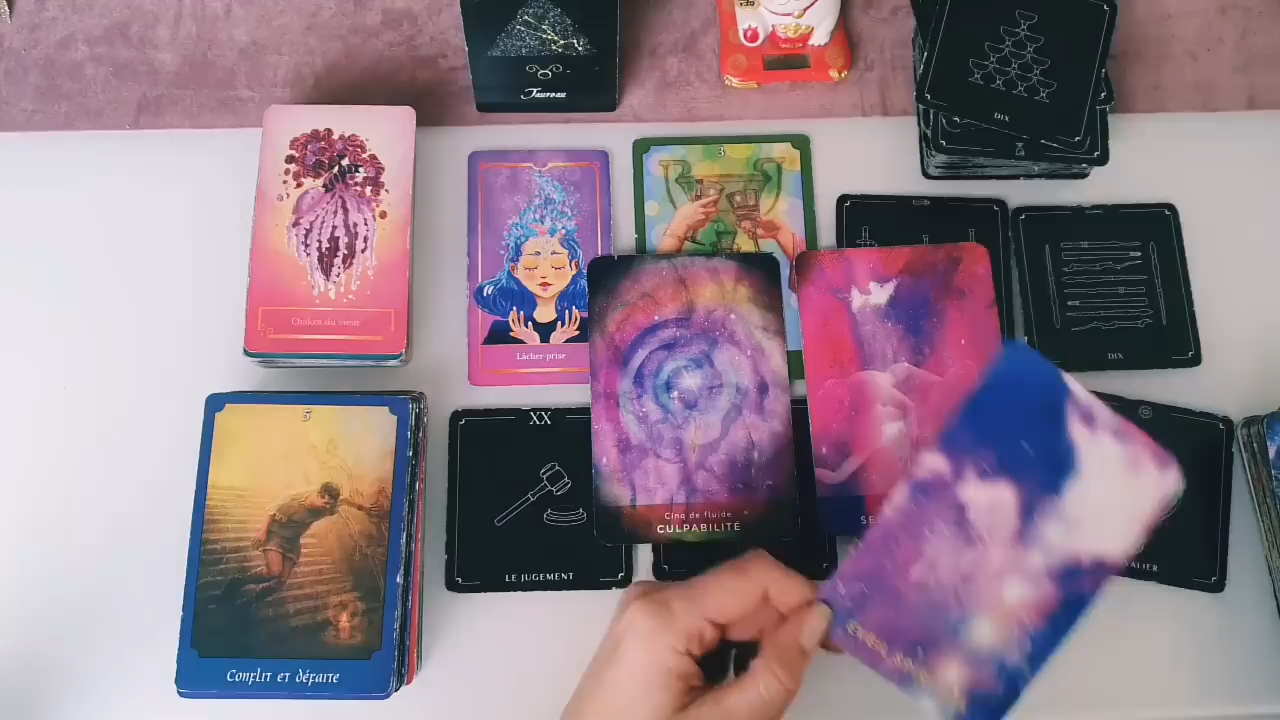 Taureau
DIX
3
Chakra du cœur
Lâcher-prise
DIX
5
XX
Cinq de fluide
CULPABILITÉ
SE
LE JUGEMENT
Conflit et défaite